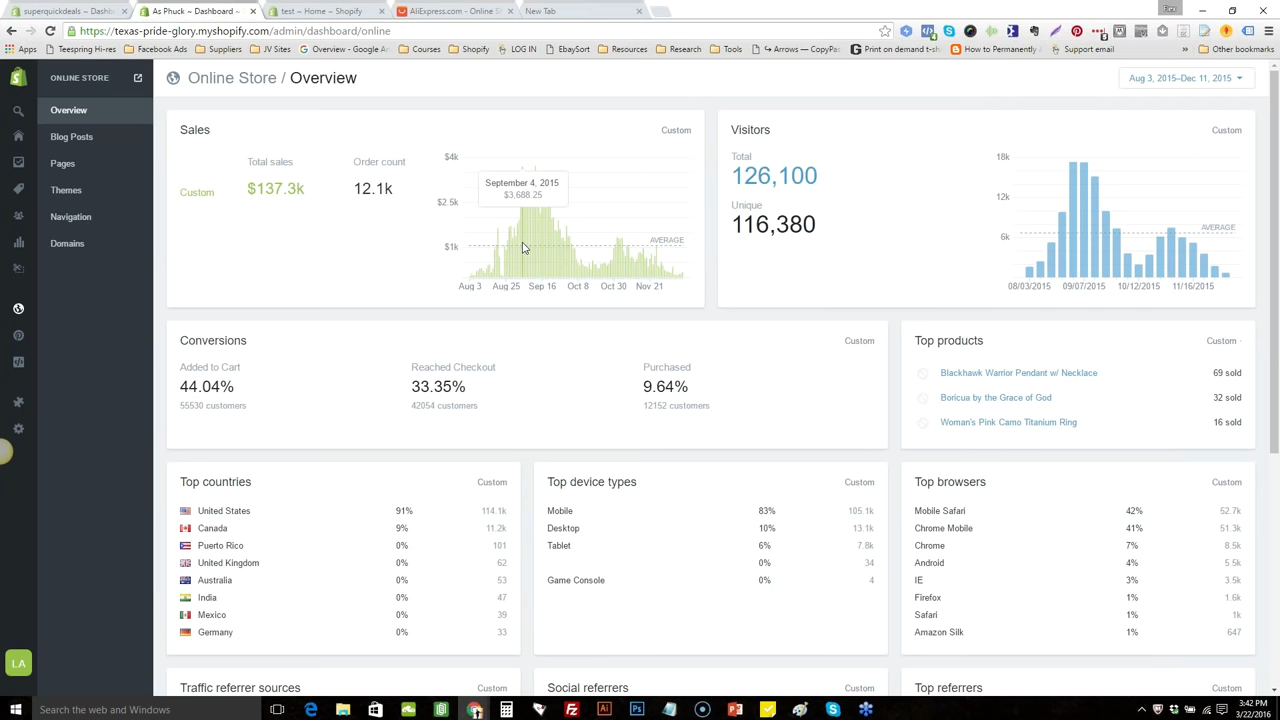 superquickdeals ~ Dashb
As Phuck ~ Dashboard ~
test ~ Home ~ Shopify
AliExpress.com - Online S
New Tab
https://texas-pride-glory.myshopify.com/admin/dashboard/online
Apps
Teespring Hi-res
Facebook Ads
Suppliers
JV Sites
Overview - Google An
Courses
Shopify
LOG IN
EbaySort
Resources
Research
Tools
Arrows — (CopyPas
Print on demand t-sh
How to Permanently
Support email
Other bookmarks
ONLINE STORE
Overview
Blog Posts
Pages
Themes
Navigation
Domains
LA
Online Store / Overview
Aug 3, 2015–Dec 11, 2015
Sales
Custom
Total sales
Order count
Custom
$137.3k
12.1k
$4k
$2.5k
$1k
September 4, 2015
$3,688.25
AVERAGE
Aug 3 Aug 25 Sep 16 Oct 8 Oct 30 Nov 21
Visitors
Custom
Total
126,100
Unique
116,380
18k
12k
6k
AVERAGE
08/03/2015 09/07/2015 10/12/2015 11/16/2015
Conversions
Custom
Added to Cart
44.04%
55530 customers
Reached Checkout
33.35%
42054 customers
Purchased
9.64%
12152 customers
Top products
Custom
Blackhawk Warrior Pendant w/ Necklace 69 sold
Boricua by the Grace of God 32 sold
Woman's Pink Camo Titanium Ring 16 sold
Top countries
Custom
United States 91% 114.1k
Canada 9% 11.2k
Puerto Rico 0% 101
United Kingdom 0% 62
Australia 0% 53
India 0% 47
Mexico 0% 39
Germany 0% 33
Top device types
Custom
Mobile 83% 105.1k
Desktop 10% 13.1k
Tablet 6% 7.8k
0% 34
Game Console 0% 4
Top browsers
Custom
Mobile Safari 42% 52.7k
Chrome Mobile 41% 51.3k
Chrome 7% 8.5k
Android 4% 5.5k
IE 3% 3.5k
Firefox 1% 1.6k
Safari 1% 1k
Amazon Silk 1% 647
Traffic referrer sources
Custom
Social referrers
Custom
Top referrers
Custom
Search the web and Windows
3:42 PM
3/22/2016